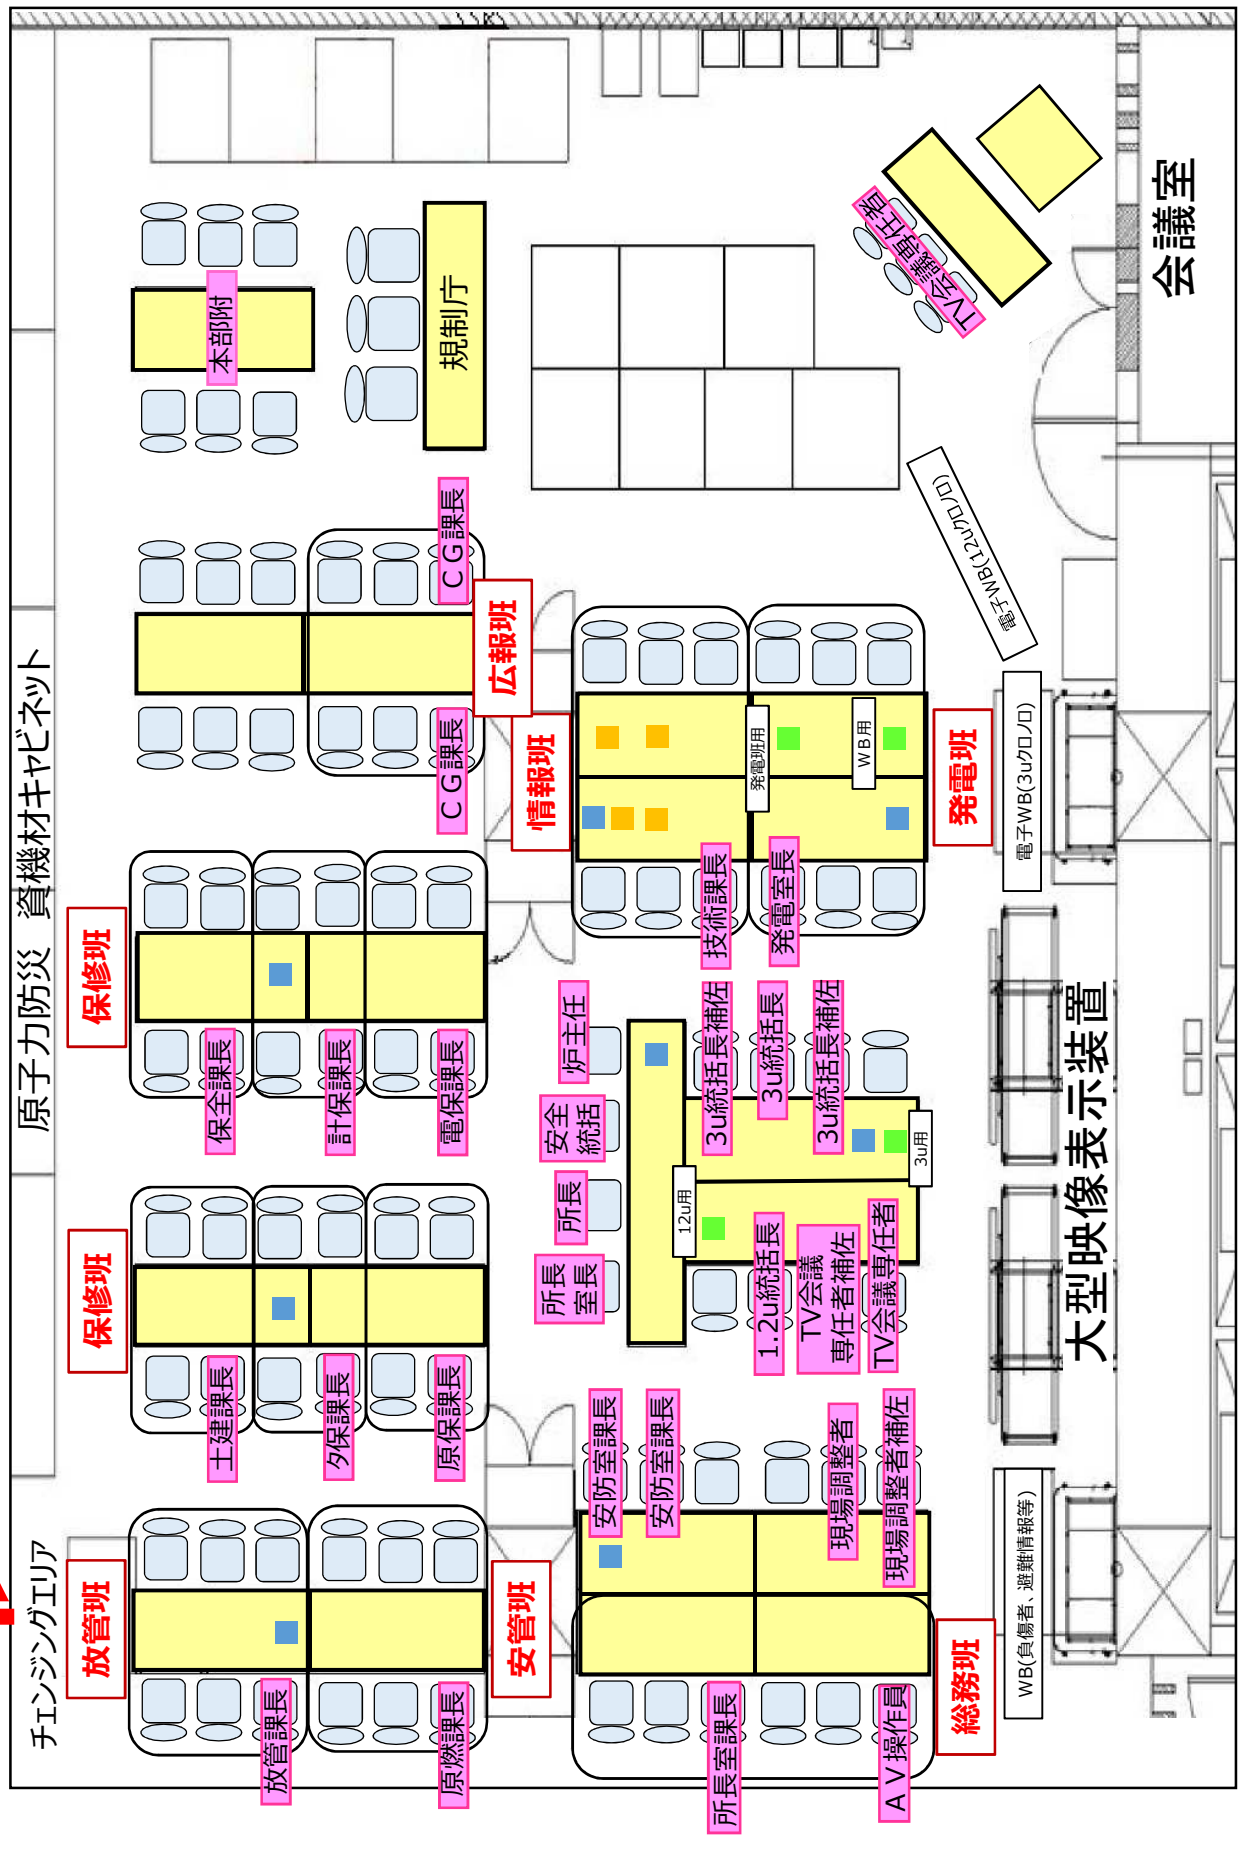 原子力防災　資機材キャビネット
チェンジングエリア
放管班
放管課長
原燃課長
安管班
保修班
土建課長
外保課長
原保課長
保修班
保全課長
計保課長
電保課長
ＣＧ課長
ＣＧ課長
広報班
本部附
規制庁
総務班
所長室課長
ＡＶ操作員
安防室課長
安防室課長
現場調整者
現場調整者補佐
所長
室長
所長
安全
統括
炉主任
12u用
3u用
1.2u統括長
TV会議
専任者補佐
TV会議専任者
3u統括長補佐
3u統括長
3u統括長補佐
情報班
技術課長
発電室長
発電班用
ＷＢ用
発電班
TV会議専任者
WB(負傷者、避難情報等)
大型映像表示装置
電子WB(3uクロノロ)
電子WB(12uクロノロ)
会議室